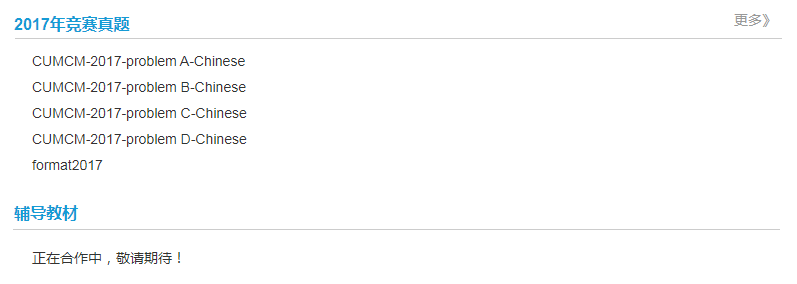 2017年竞赛真题
更多》
CUMCM-2017-problem A-Chinese
CUMCM-2017-problem B-Chinese
CUMCM-2017-problem C-Chinese
CUMCM-2017-problem D-Chinese
format2017
辅导教材
正在合作中，敬请期待！